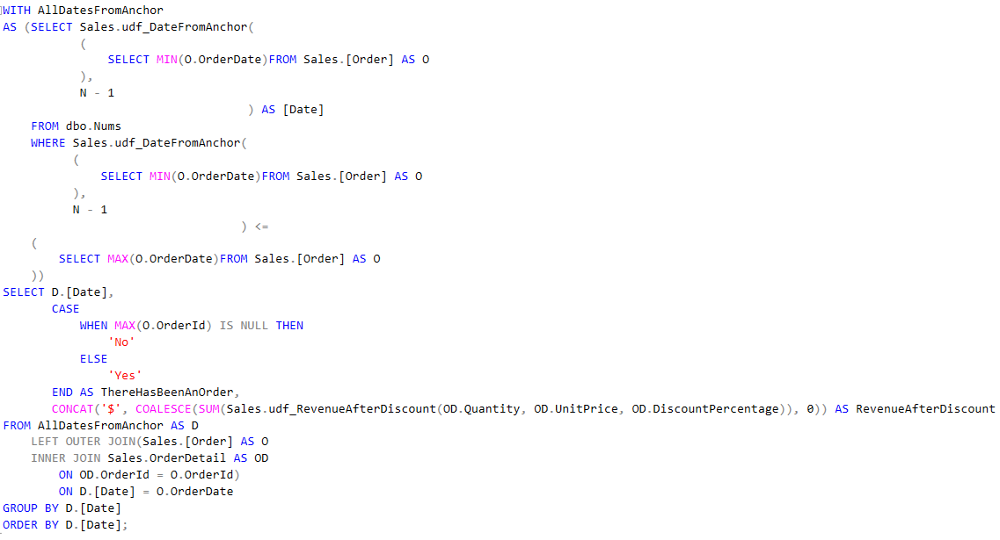 WITH AllDatesFromAnchor
AS (SELECT Sales.udf_DateFromAnchor(
(
SELECT MIN(O.OrderDate)FROM Sales.[Order] AS O
),
N - 1
) AS [Date]
FROM dbo.Nums
WHERE Sales.udf_DateFromAnchor(
(
SELECT MIN(O.OrderDate)FROM Sales.[Order] AS O
),
N - 1
) <=
(
SELECT MAX(O.OrderDate)FROM Sales.[Order] AS O
))
SELECT D.[Date],
CASE
WHEN MAX(O.OrderId) IS NULL THEN
'No'
ELSE
'Yes'
END AS ThereHasBeenAnOrder,
CONCAT('$', COALESCE(SUM(Sales.udf_RevenueAfterDiscount(OD.Quantity, OD.UnitPrice, OD.DiscountPercentage)), 0)) AS RevenueAfterDiscount
FROM AllDatesFromAnchor AS D
LEFT OUTER JOIN(Sales.[Order] AS O
INNER JOIN Sales.OrderDetail AS OD
ON OD.OrderId = O.OrderId)
ON D.[Date] = O.OrderDate
GROUP BY D.[Date]
ORDER BY D.[Date];